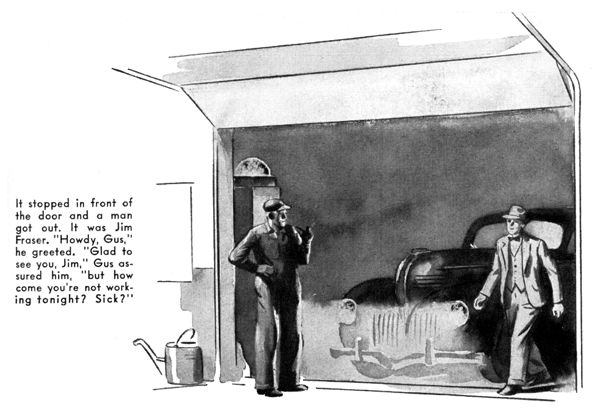 It stopped in front of
the door and a man
got out. It was Jim
Fraser. "Howdy, Gus,"
he greeted. "Glad to
see you, Jim," Gus as-
sured him, "but how
come you're not work-
ing tonight? Sick?"